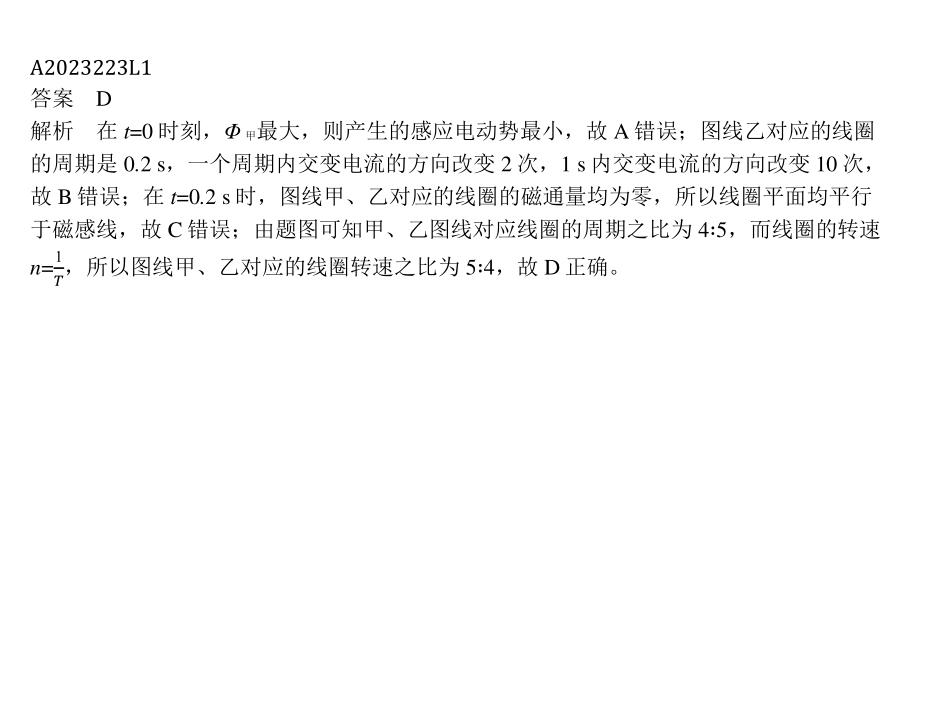 A2023223L1
答案 D
解析 在 t=0 时刻，Φ甲最大，则产生的感应电动势最小，故 A 错误；图线乙对应的线圈
的周期是 0.2 s，一个周期内交变电流的方向改变 2 次，1 s 内交变电流的方向改变 10 次，
故 B 错误；在 t=0.2 s 时，图线甲、乙对应的线圈的磁通量均为零，所以线圈平面均平行
于磁感线，故 C 错误；由题图可知甲、乙图线对应线圈的周期之比为 4∶5，而线圈的转速
n=1/T，所以图线甲、乙对应的线圈转速之比为 5∶4，故 D 正确。